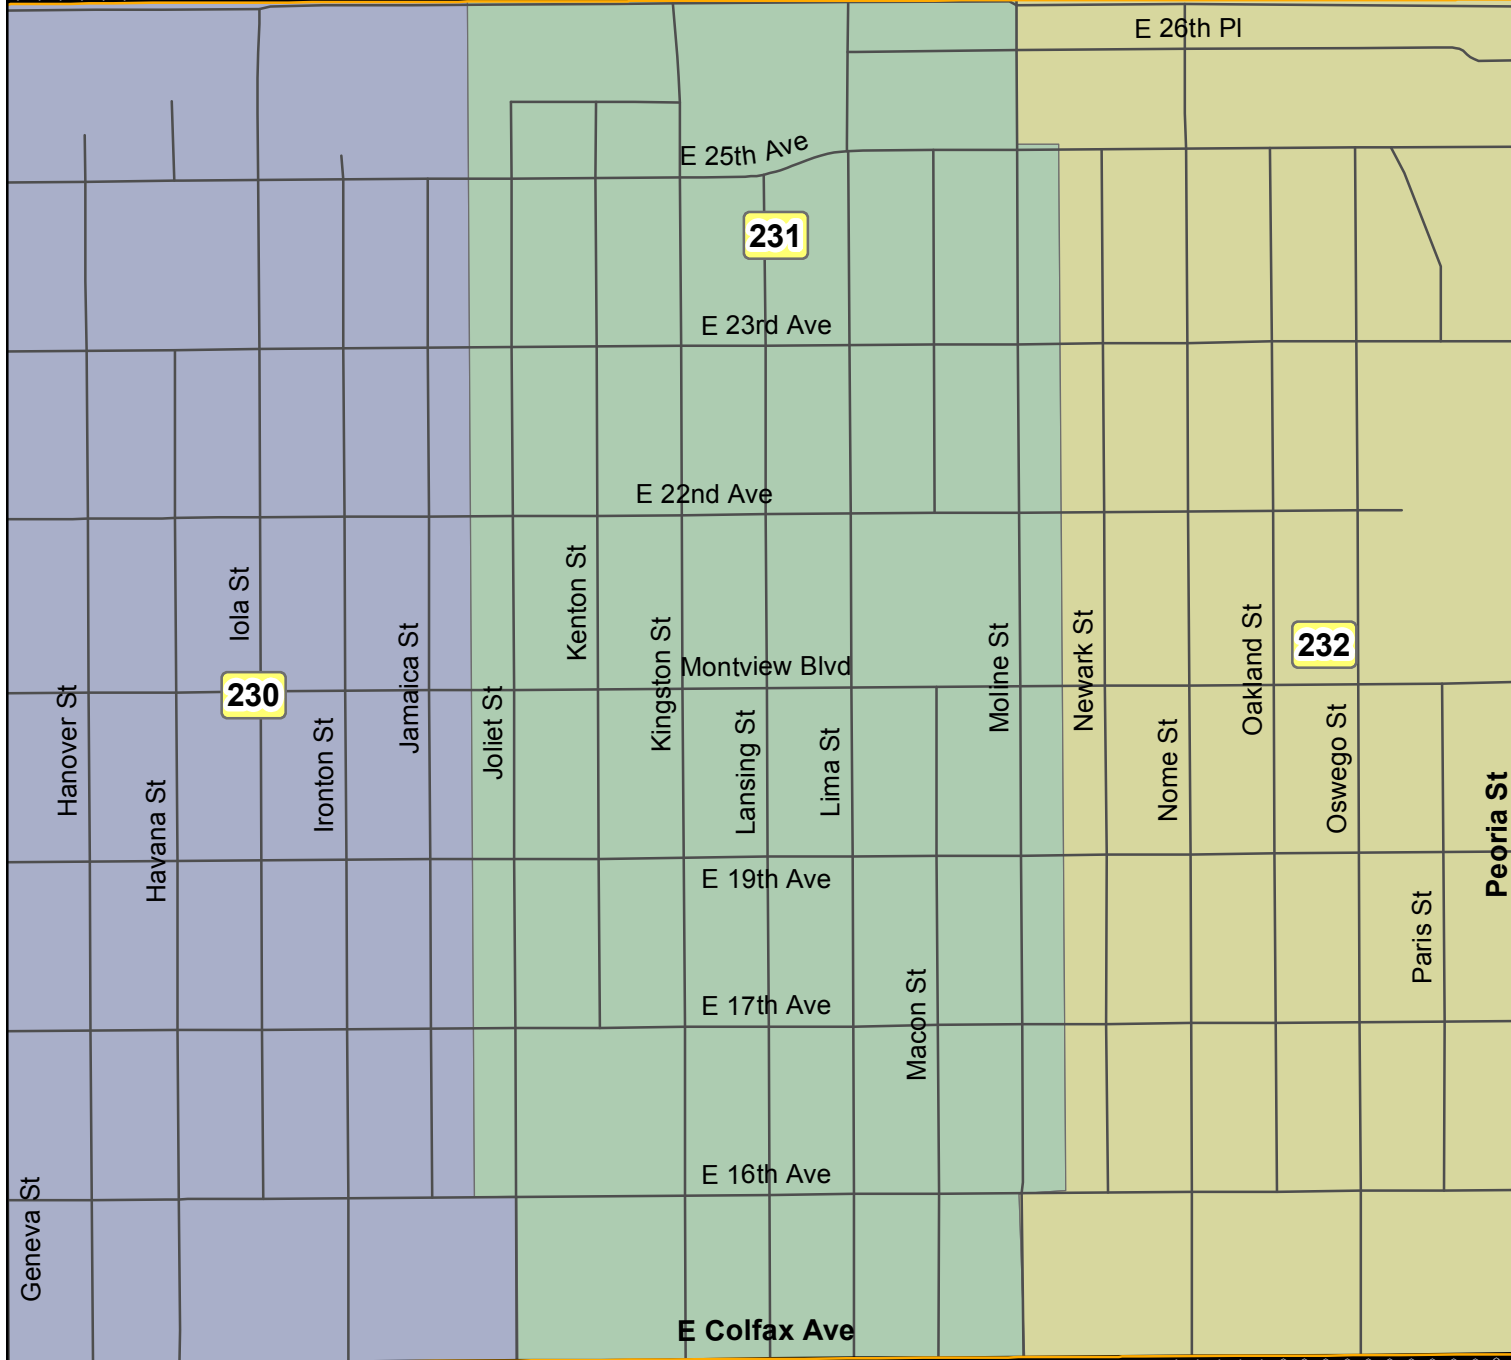 E 26th Pl
E 25th Ave
231
E 23rd Ave
E 22nd Ave
Iola St
Kenton St
Hanover St
230
Jamaica St
Kingston St
Montview Blvd
Moline St
Newark St
Oakland St
232
Joliet St
Ironton St
Lansing St
Lima St
Nome St
Oswego St
Havana St
Peoria St
E 19th Ave
Paris St
E 17th Ave
Macon St
E 16th Ave
Geneva St
E Colfax Ave